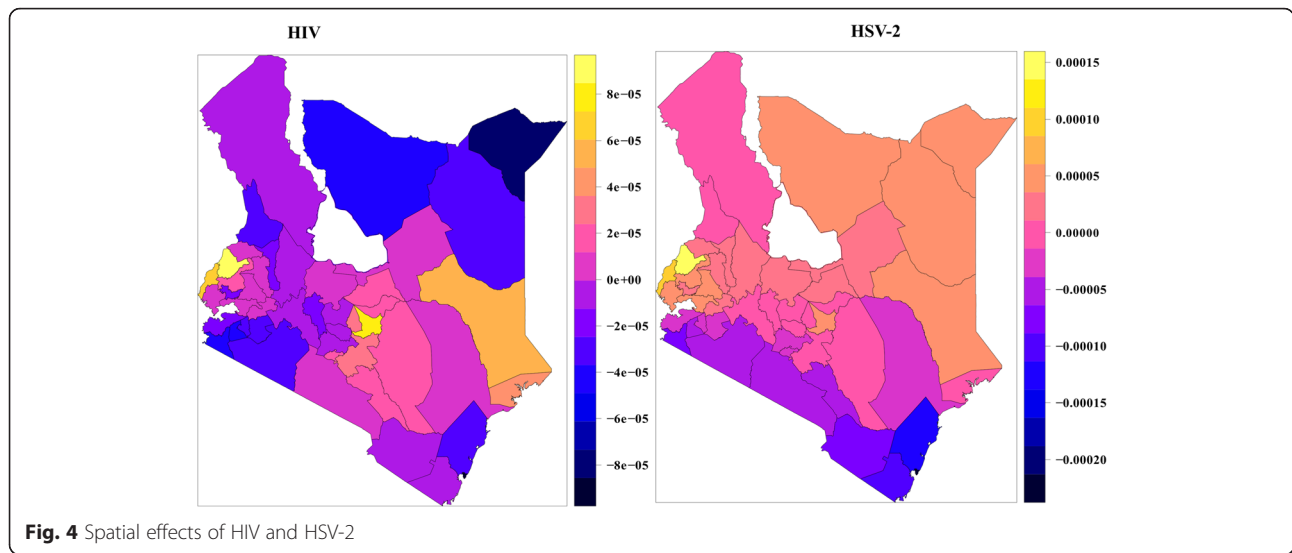 HIV
HSV-2
8e−05
6e−05
4e−05
2e−05
0e+00
−2e−05
−4e−05
−6e−05
−8e−05
0.00015
0.00010
0.00005
0.00000
−0.00005
−0.00010
−0.00015
−0.00020
Fig. 4 Spatial effects of HIV and HSV-2